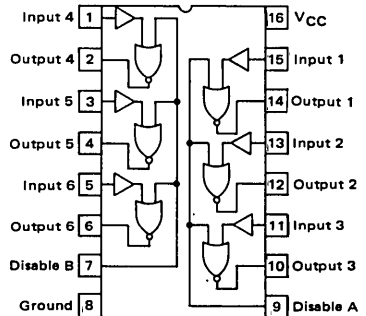 Input 4 1
Output 4 2
Input 5 3
Output 5 4
Input 6 5
Output 6 6
Disable B 7
Ground 8
16 VCC
15 Input 1
14 Output 1
13 Input 2
12 Output 2
11 Input 3
10 Output 3
9 Disable A